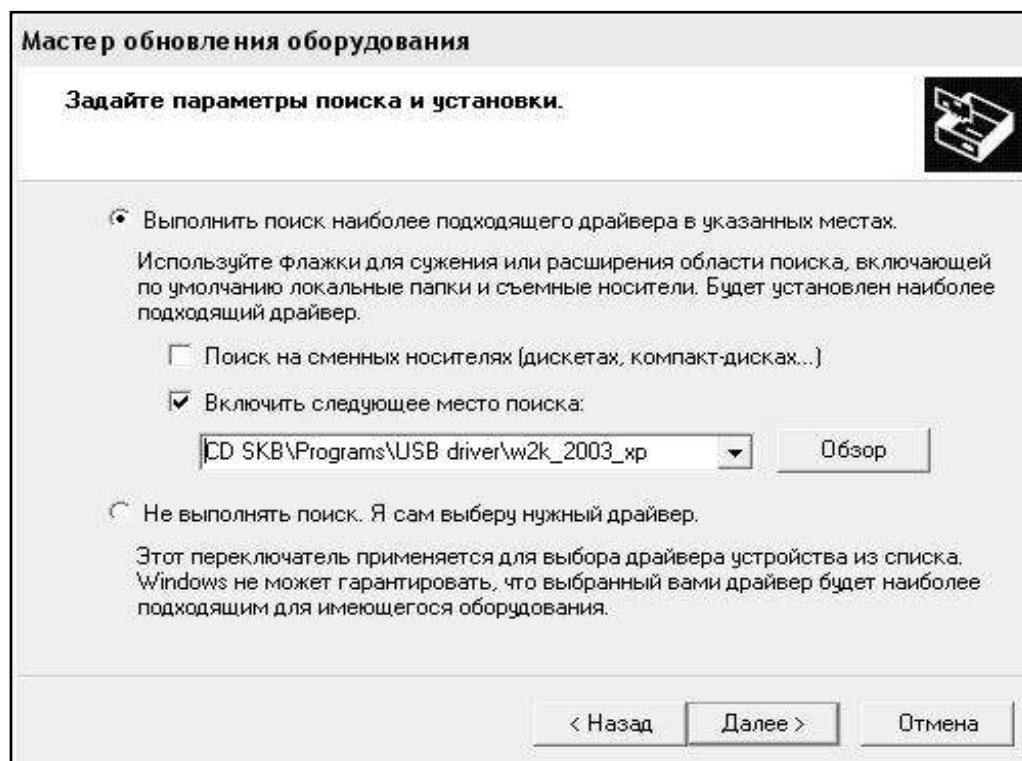 Мастер обновления оборудования
Задайте параметры поиска и установки.
Выполнить поиск наиболее подходящего драйвера в указанных местах.
Используйте флажки для сужения или расширения области поиска, включающей
по умолчанию локальные папки и съемные носители. Будет установлен наиболее
подходящий драйвер.
Поиск на сменных носителях (дискетах, компакт-дисках...)
Включить следующее место поиска:
CD SKB\Programs\USB driver\w2k_2003_xp
Обзор
Не выполнять поиск. Я сам выберу нужный драйвер.
Этот переключатель применяется для выбора драйвера устройства из списка.
Windows не может гарантировать, что выбранный вами драйвер будет наиболее
подходящим для имеющегося оборудования.
< Назад
Далее >
Отмена